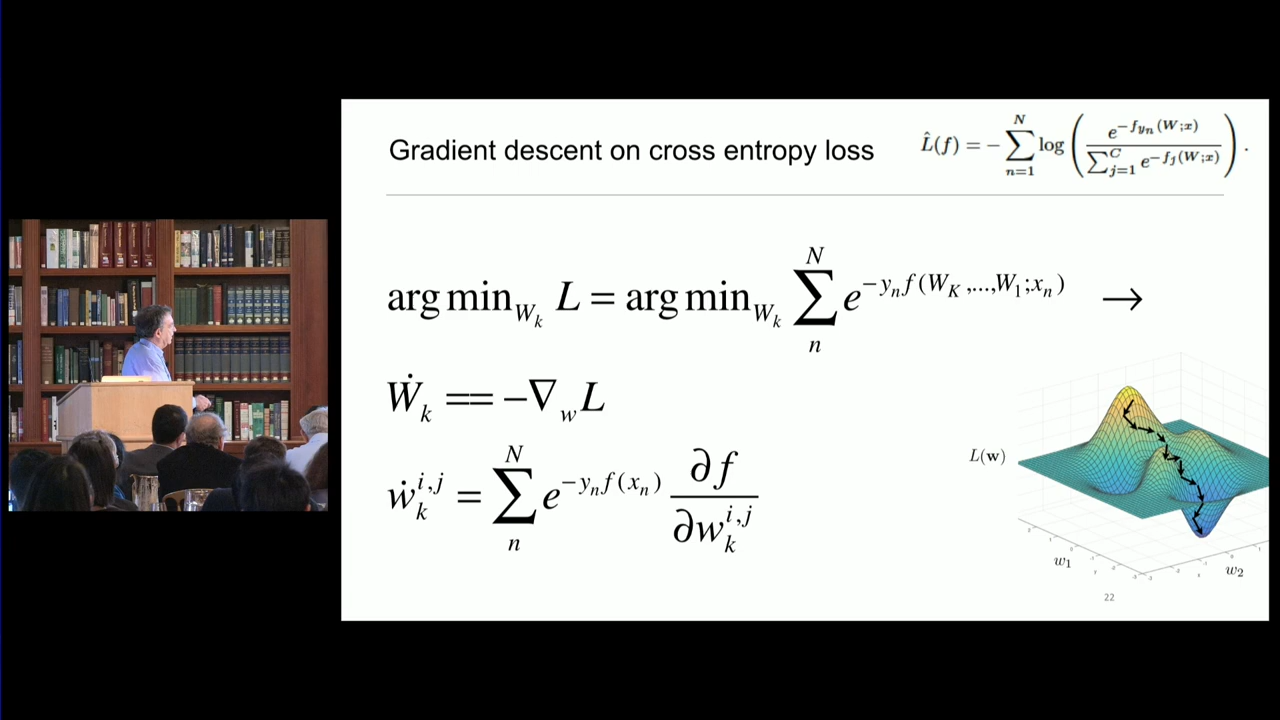 Gradient descent on cross entropy loss
L̂(f) = − ∑_{n=1}^{N} log ( e^{−f_{y_n}(W;x)} / ∑_{j=1}^{C} e^{−f_j(W;x)} ) .
arg min_{W_k} L = arg min_{W_k} ∑_n^N e^{−y_n f(W_K,...,W_1;x_n)} →
Ẇ_k == −∇_w L
ẇ_k^{i,j} = ∑_n^N e^{−y_n f(x_n)} ∂f / ∂w_k^{i,j}
L(w)
w_1
w_2
22